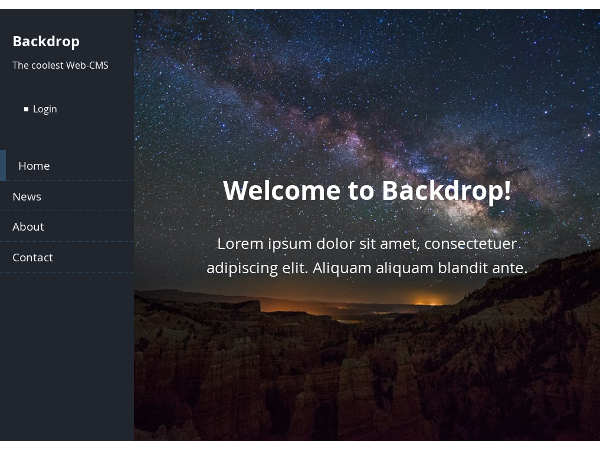 Backdrop
The coolest Web-CMS
Login
Home
News
About
Contact
Welcome to Backdrop!
Lorem ipsum dolor sit amet, consectetuer
adipiscing elit. Aliquam aliquam blandit ante.